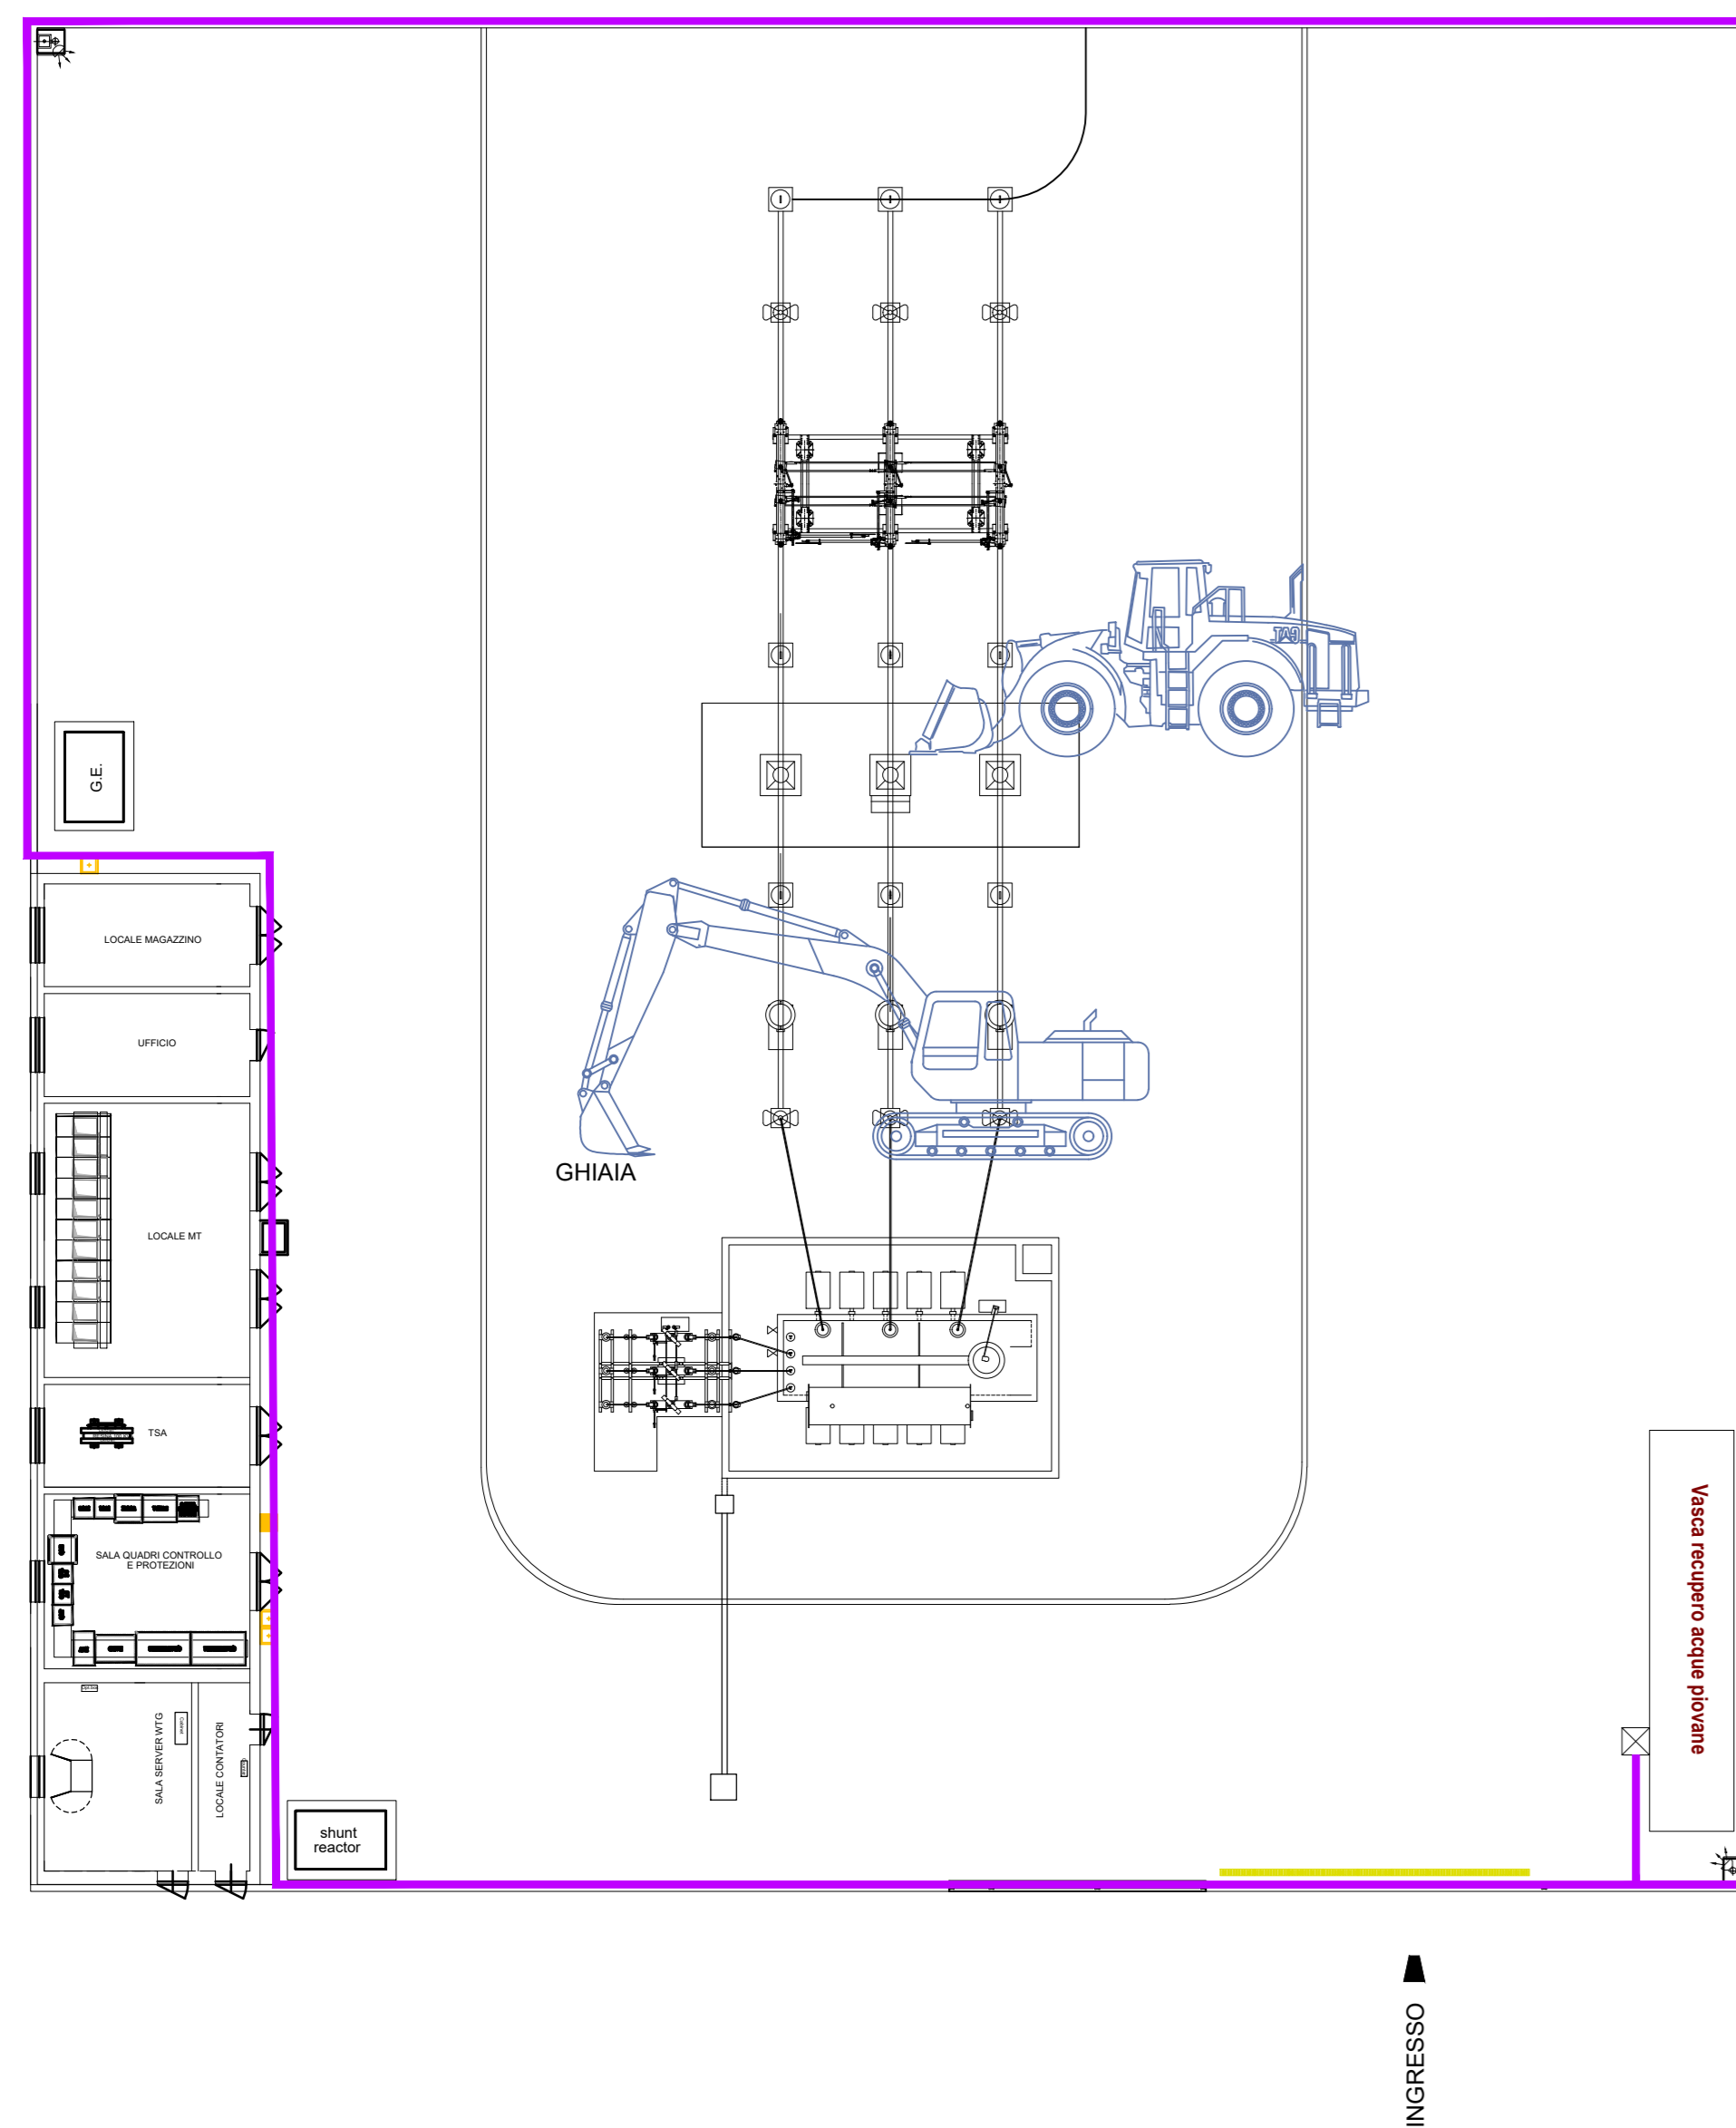 G.E.
LOCALE MAGAZZINO
UFFICIO
GHIAIA
LOCALE MT
TSA
SALA QUADRI CONTROLLO
E PROTEZIONI
SALA SERVER WTG
LOCALE CONTATORI
shunt
reactor
Vasca recupero acque piovane
INGRESSO